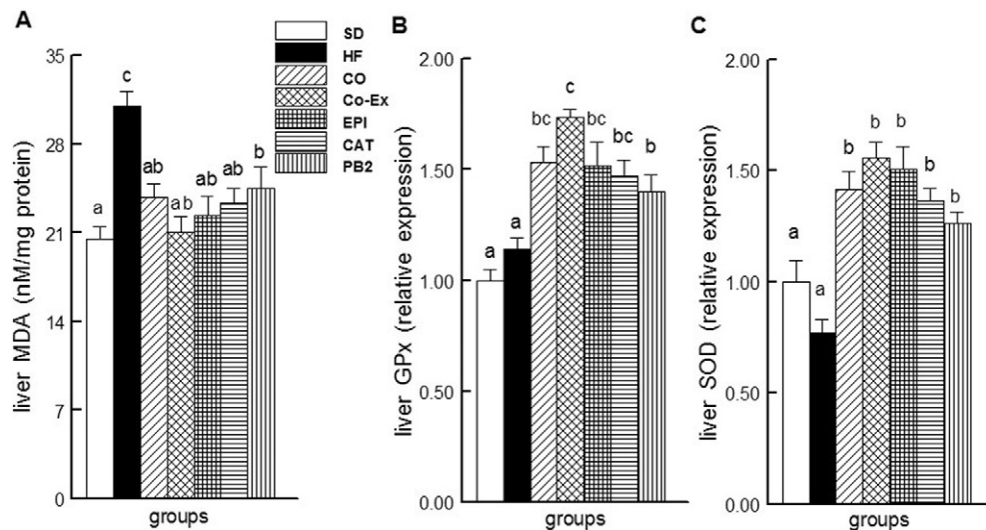 A
35
28
21
14
7
0
liver MDA (nM/mg protein)
a
c
ab
ab
ab
ab
b
groups
SD
HF
CO
Co-Ex
EPI
CAT
PB2
B
2.00
1.50
1.00
0.50
0.00
liver GPx (relative expression)
a
a
bc
c
bc
bc
b
groups
C
2.00
1.50
1.00
0.50
0.00
liver SOD (relative expression)
a
a
b
b
b
b
b
groups